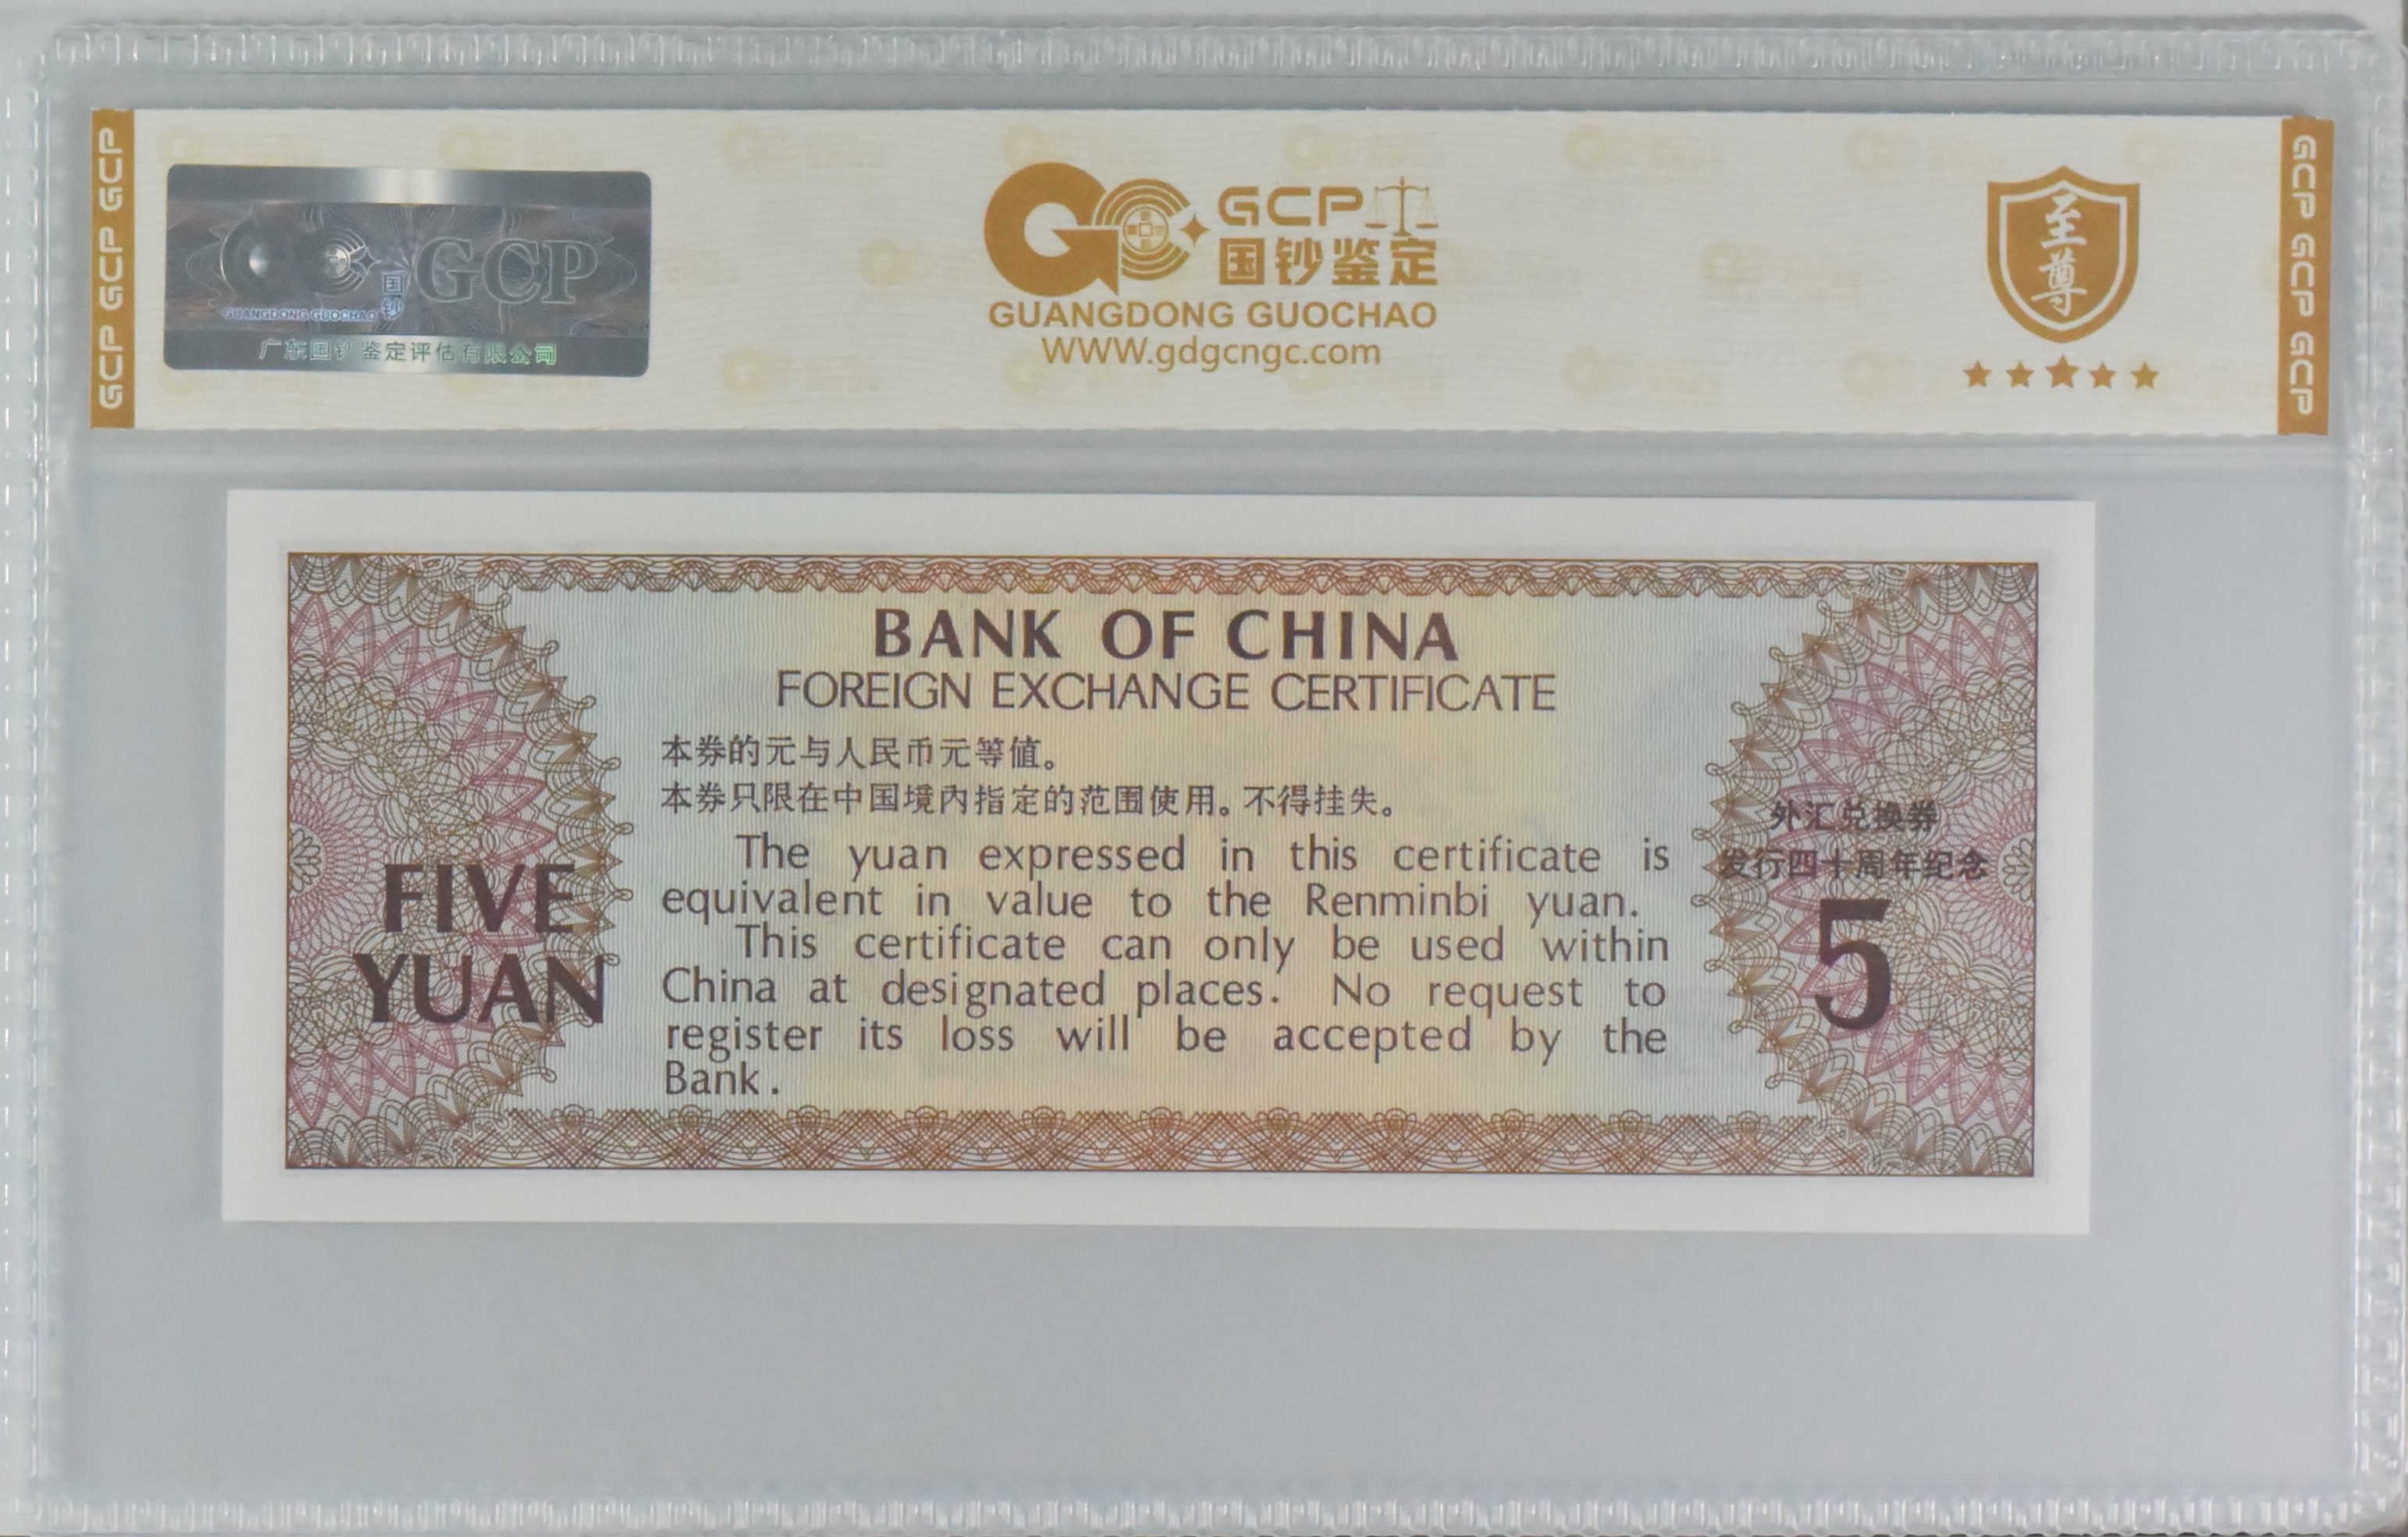 GCP GCP GCP
GCP
国钞
GUANGDONG GUOCHAO
广东国钞鉴定评估有限公司
GCP
国钞鉴定
GUANGDONG GUOCHAO
WWW.gdgcngc.com
至尊
GCP GCP GCP
BANK OF CHINA
FOREIGN EXCHANGE CERTIFICATE
本券的元与人民币元等值。
本券只限在中国境内指定的范围使用。不得挂失。
The yuan expressed in this certificate is
equivalent in value to the Renminbi yuan.
This certificate can only be used within
China at designated places. No request to
register its loss will be accepted by the
Bank.
FIVE
YUAN
外汇兑换券
发行四十周年纪念
5